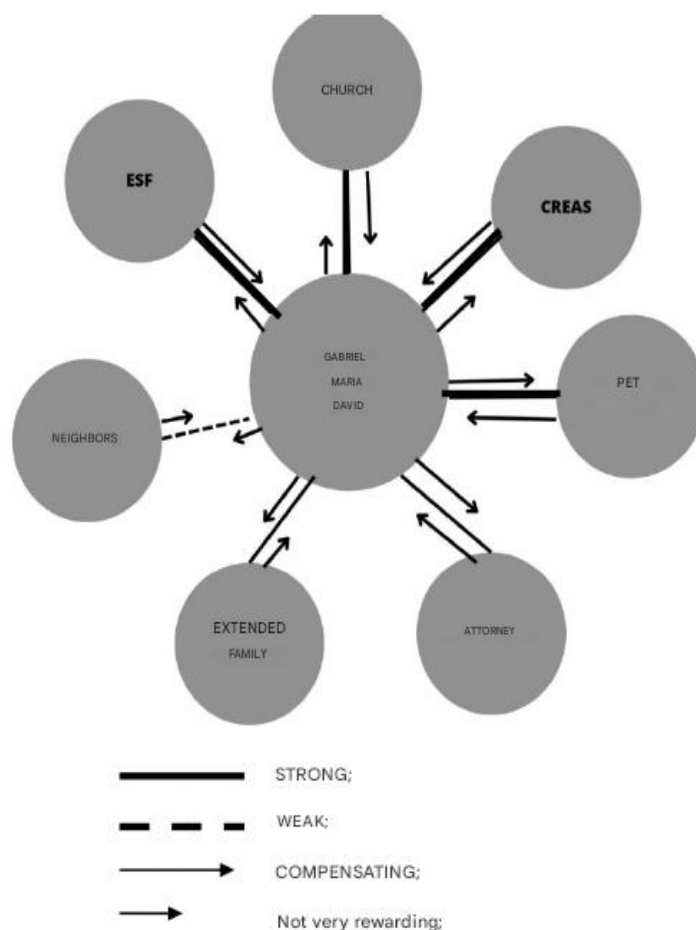 CHURCH
ESF
CREAS
GABRIEL
MARIA
DAVID
PET
NEIGHBORS
EXTENDED
FAMILY
ATTORNEY
STRONG;
WEAK;
COMPENSATING;
Not very rewarding;